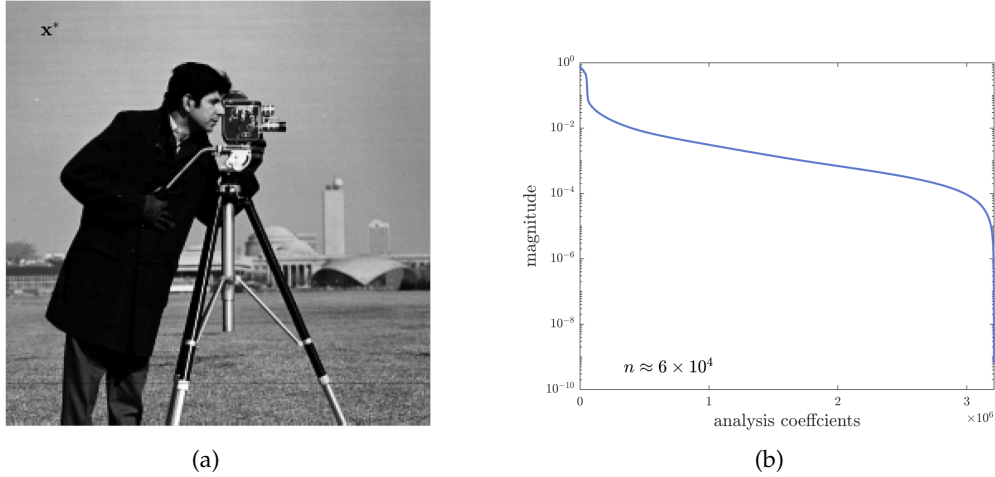 x*
10^0
10^-2
10^-4
10^-6
10^-8
10^-10
magnitude
n ≈ 6 × 10^4
0 1 2 3
×10^6
analysis coeffcients
(a) (b)